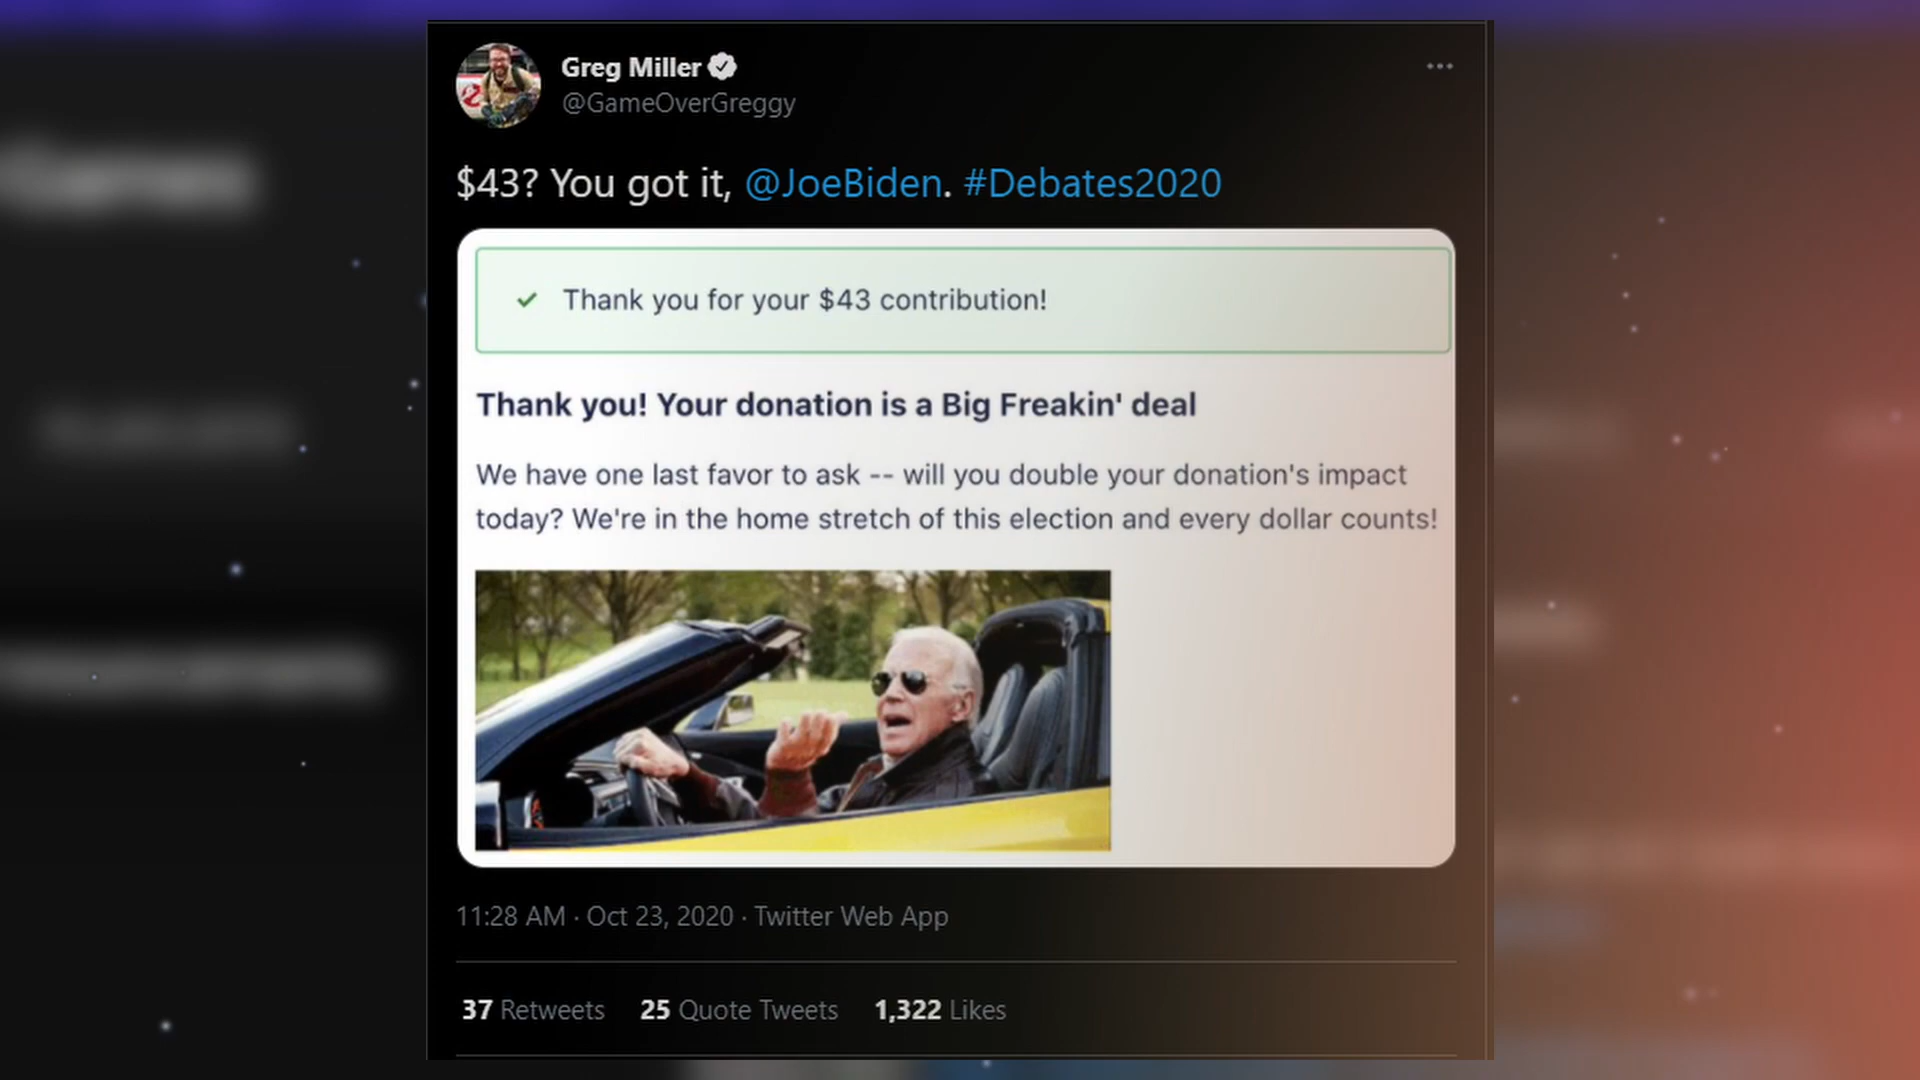 Greg Miller
@GameOverGreggy
$43? You got it, @JoeBiden. #Debates2020
Thank you for your $43 contribution!
Thank you! Your donation is a Big Freakin' deal
We have one last favor to ask -- will you double your donation's impact
today? We're in the home stretch of this election and every dollar counts!
11:28 AM · Oct 23, 2020 · Twitter Web App
37 Retweets 25 Quote Tweets 1,322 Likes